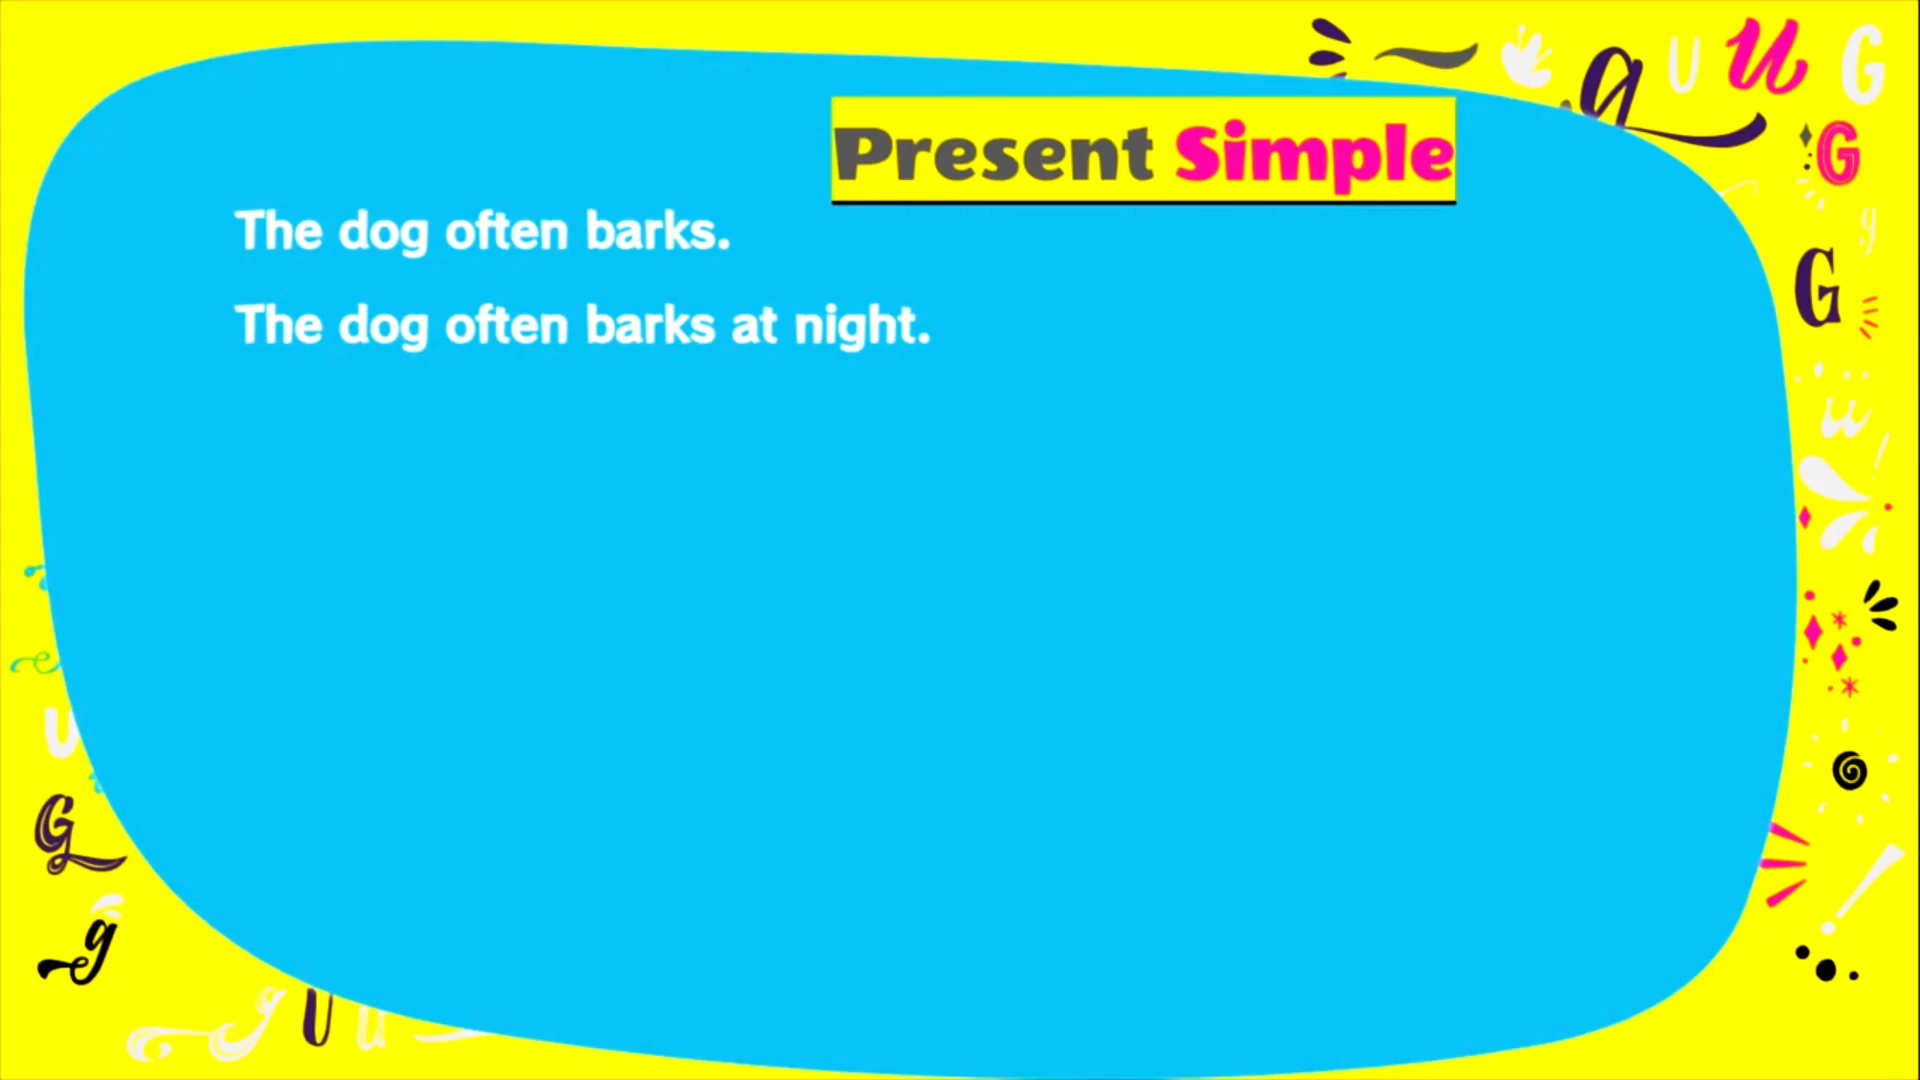 Present Simple
The dog often barks.
The dog often barks at night.